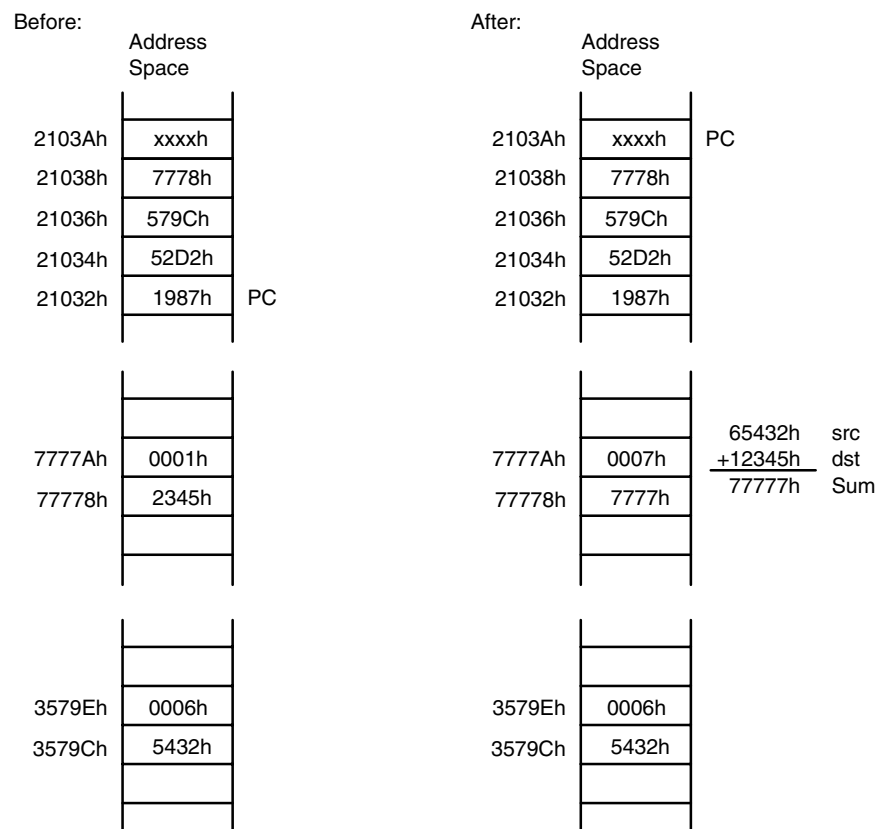 Before:
Address
Space
2103Ah xxxxh
21038h 7778h
21036h 579Ch
21034h 52D2h
21032h 1987h PC
7777Ah 0001h
77778h 2345h
3579Eh 0006h
3579Ch 5432h
After:
Address
Space
2103Ah xxxxh PC
21038h 7778h
21036h 579Ch
21034h 52D2h
21032h 1987h
65432h src
7777Ah 0007h +12345h dst
77778h 7777h 77777h Sum
3579Eh 0006h
3579Ch 5432h